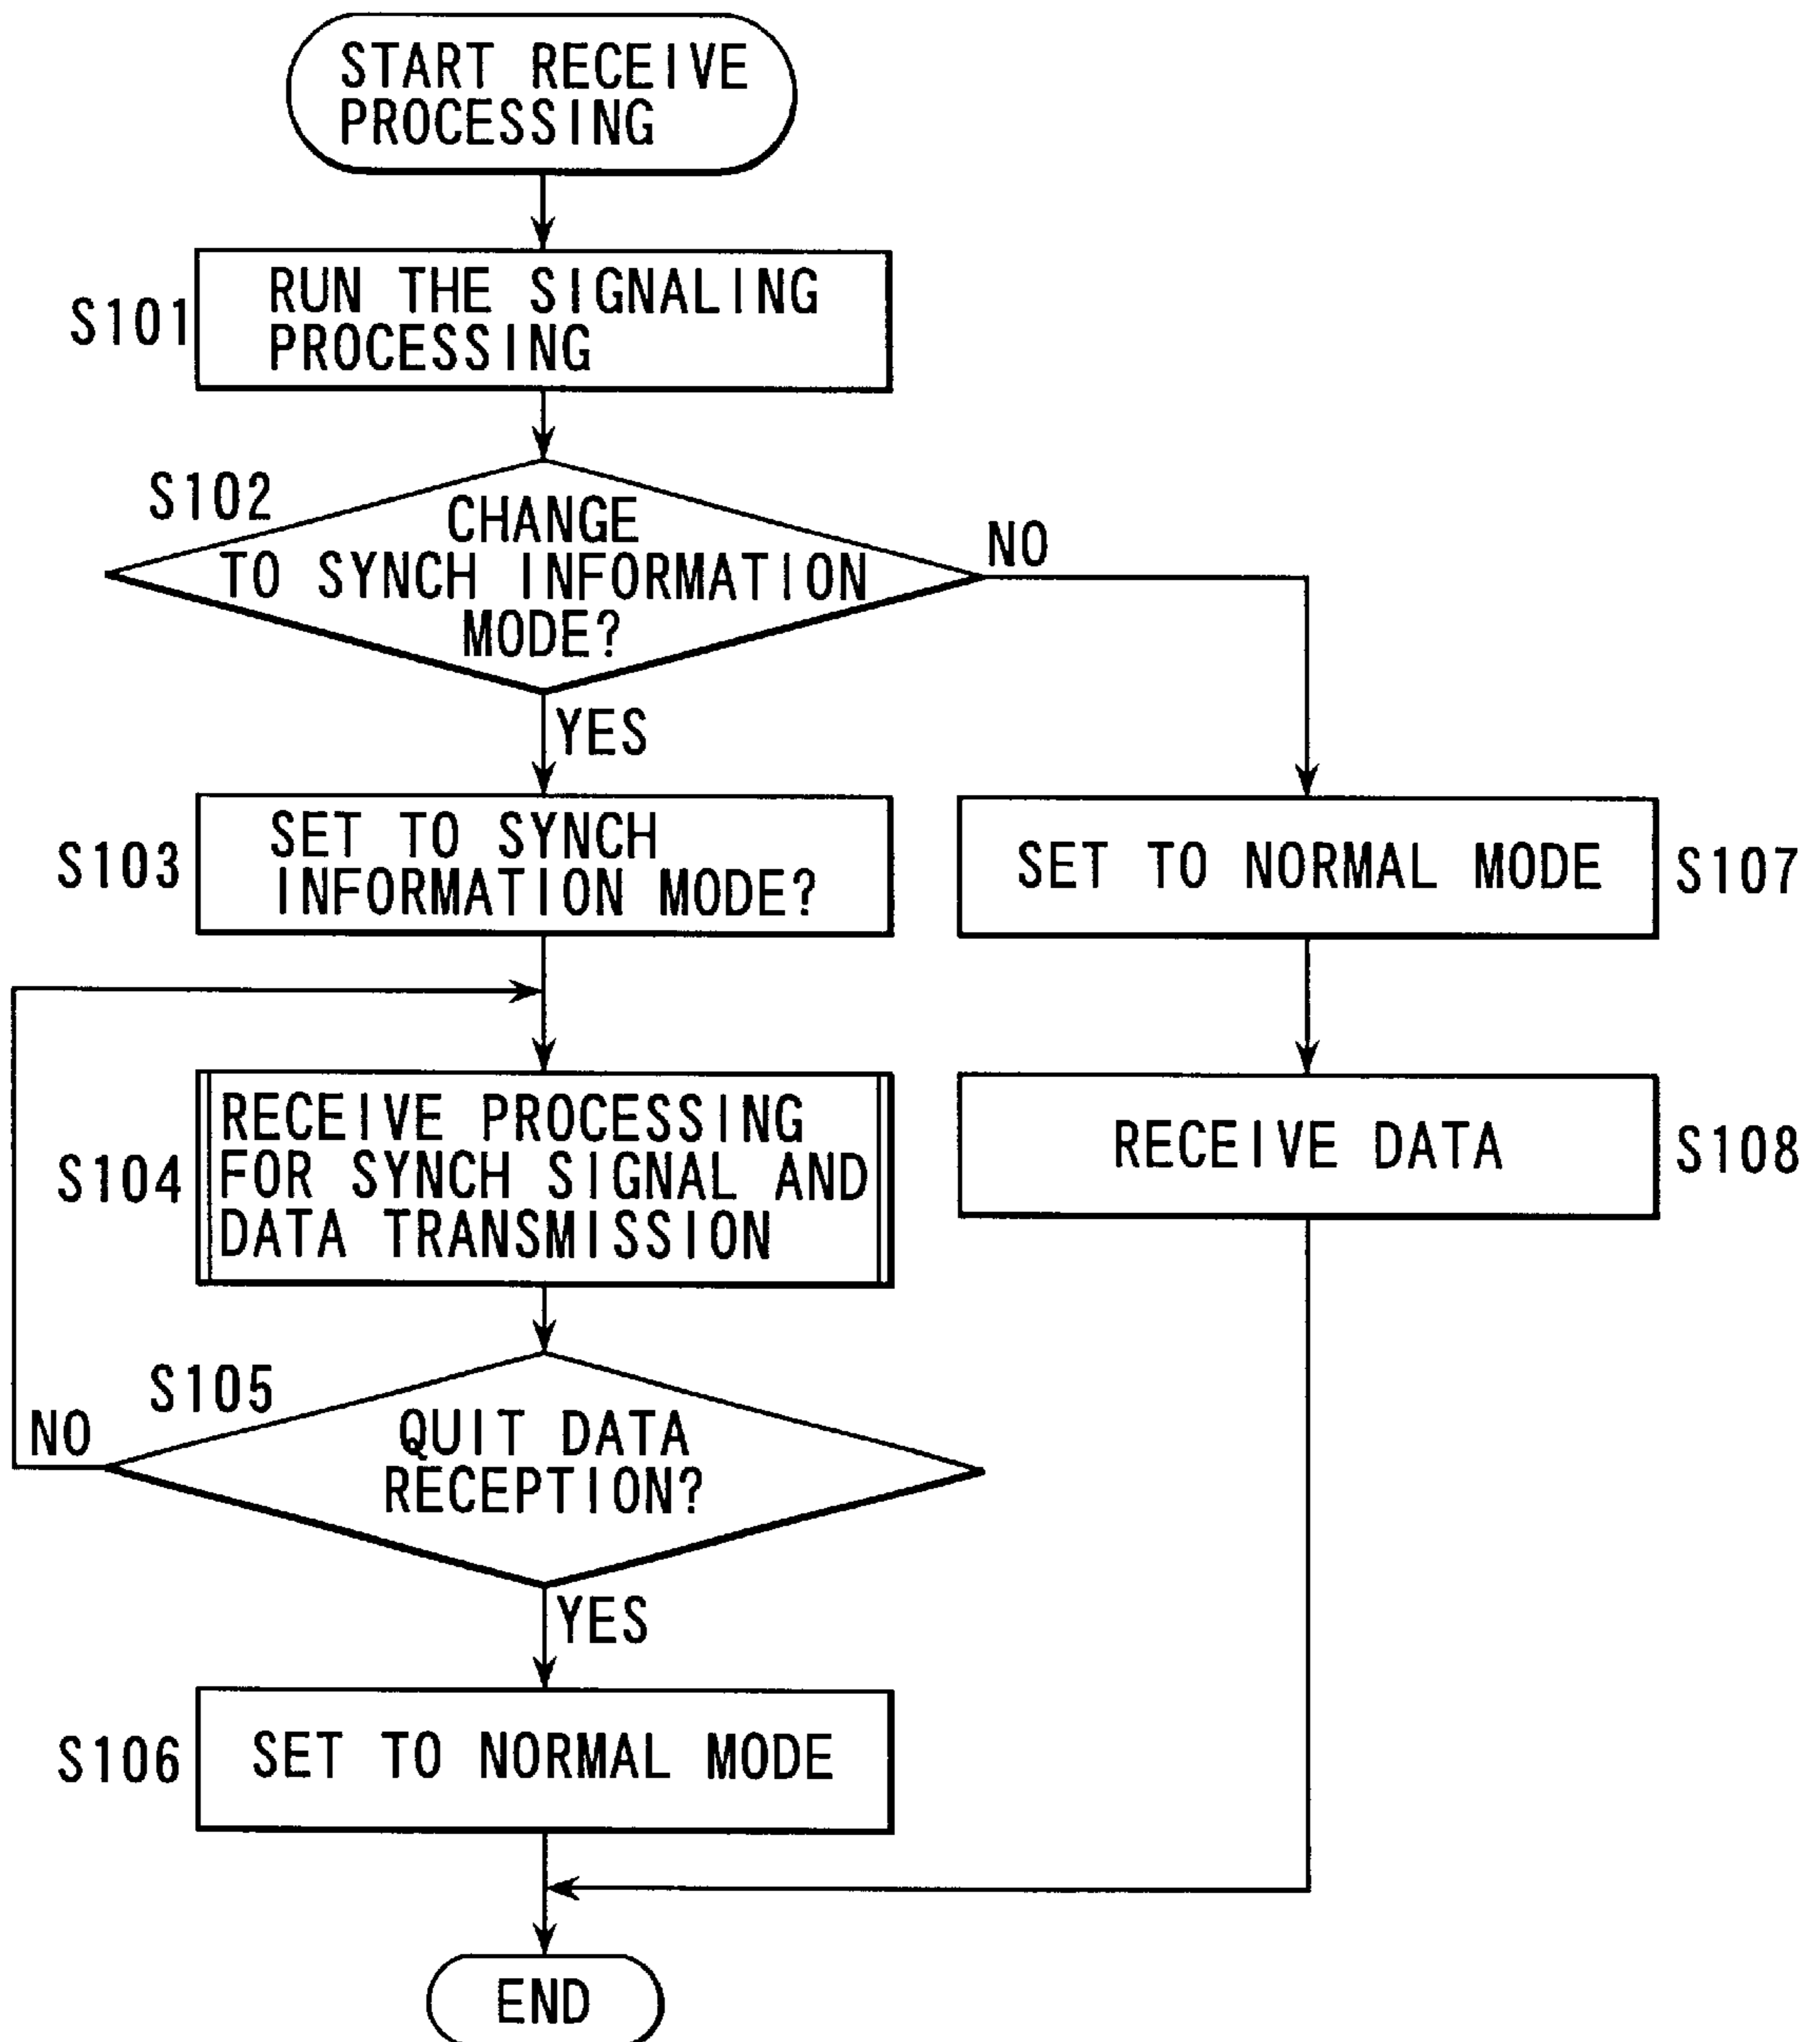 START RECEIVE
PROCESSING
S101
RUN THE SIGNALING
PROCESSING
S102
CHANGE
TO SYNCH INFORMATION
MODE?
NO
YES
S103
SET TO SYNCH
INFORMATION MODE?
SET TO NORMAL MODE
S107
S104
RECEIVE PROCESSING
FOR SYNCH SIGNAL AND
DATA TRANSMISSION
RECEIVE DATA
S108
S105
NO
QUIT DATA
RECEPTION?
YES
S106
SET TO NORMAL MODE
END